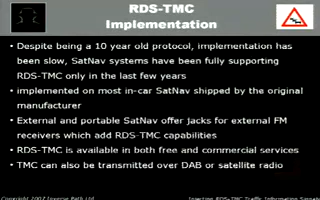 RDS-TMC
Implementation
• Despite being a 10 year old protocol, implementation has
been slow, SatNav systems have been fully supporting
RDS-TMC only in the last few years
• implemented on most in-car SatNav shipped by the original
manufacturer
• External and portable SatNav offer jacks for external FM
receivers which add RDS-TMC capabilities
• RDS-TMC is available in both free and commercial services
• TMC can also be transmitted over DAB or satellite radio
Copyright 2007 Inverse Path Ltd.
Injecting RDS-TMC Traffic Information Signals